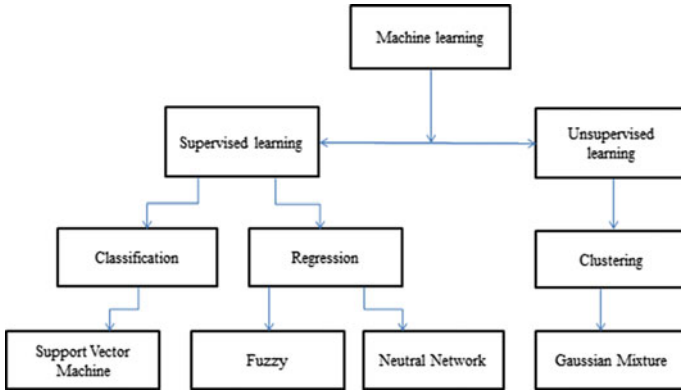 Machine learning
Supervised learning
Unsupervised
learning
Classification
Regression
Clustering
Support Vector
Machine
Fuzzy
Neutral Network
Gaussian Mixture